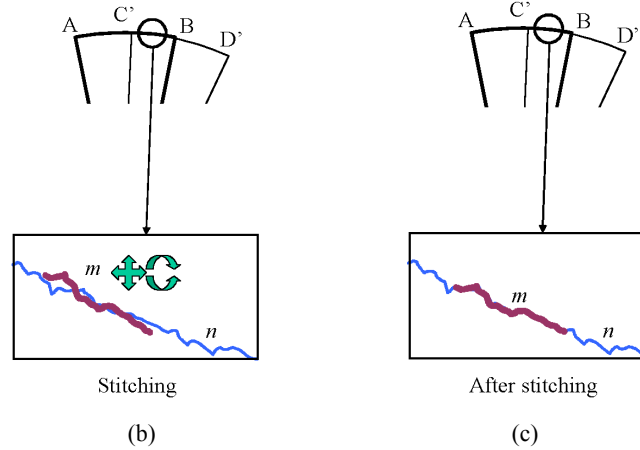 A C’ B D’
m
n
Stitching
(b)
A C’ B D’
m
n
After stitching
(c)